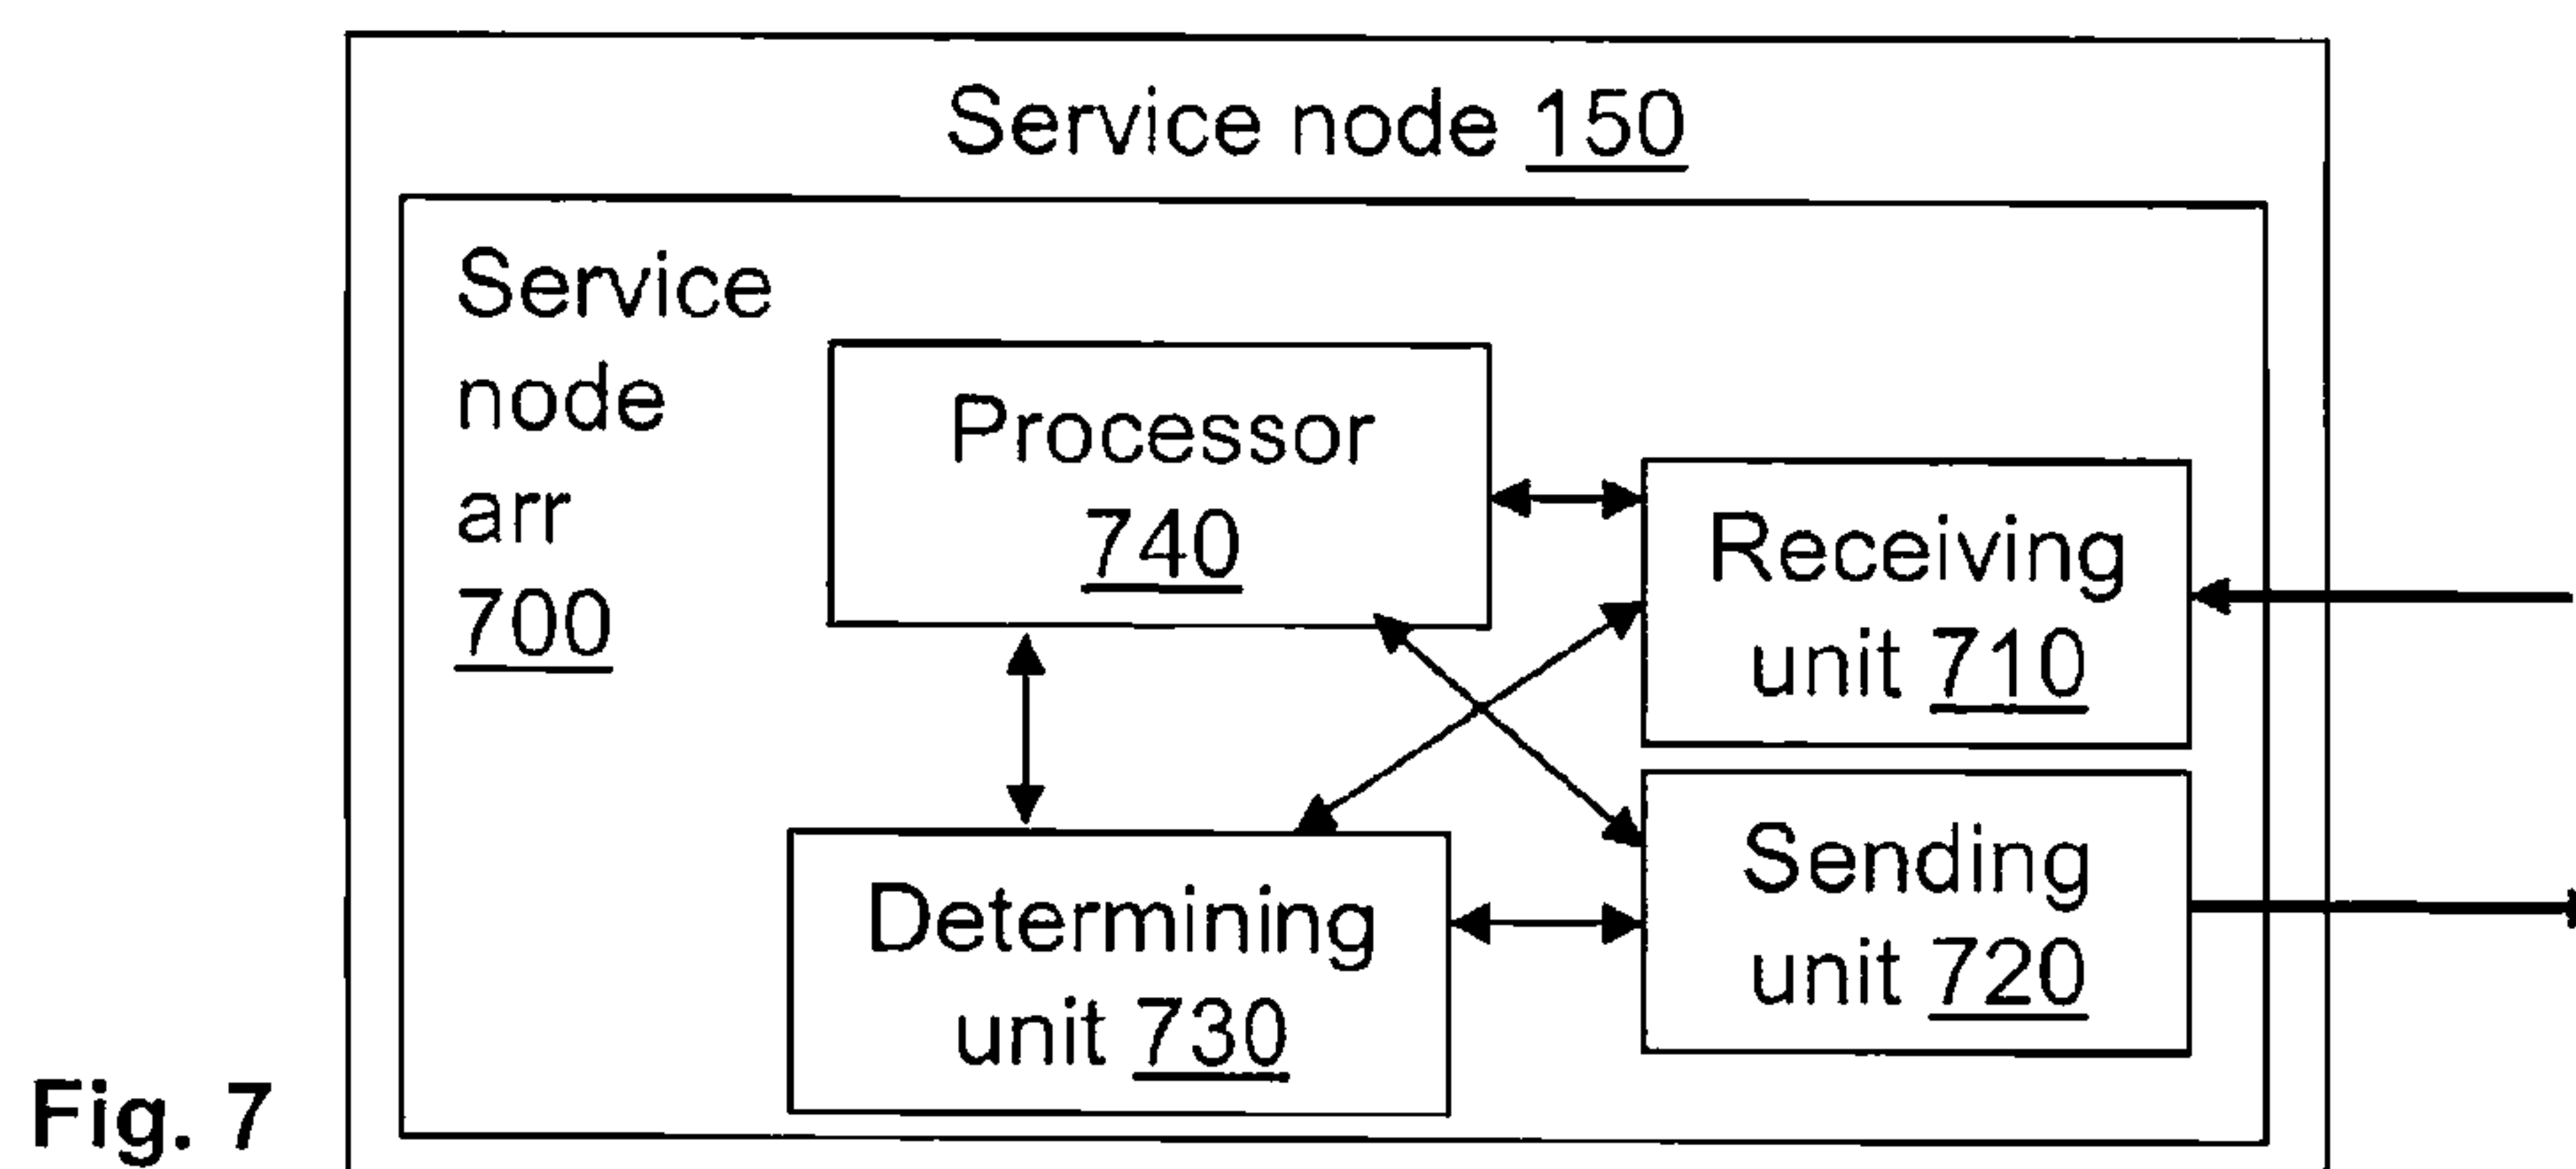 Service node 150
Service
node
arr
700
Processor
740
Receiving
unit 710
Sending
unit 720
Determining
unit 730
Fig. 7